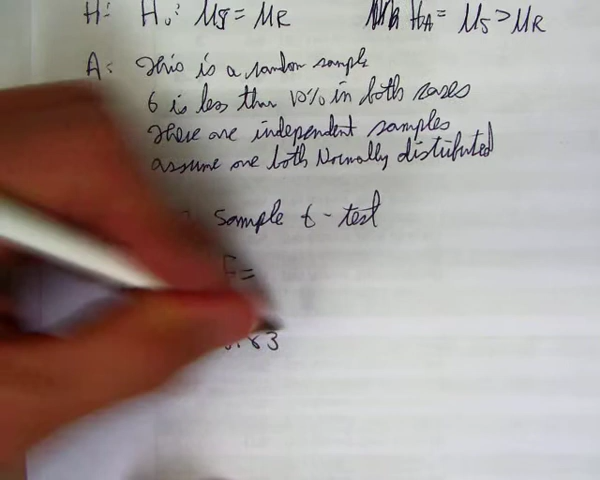 H: H₀: μS = μR HA = μS > μR
A: This is a random sample
6 is less than 10% in both cases
These are independent samples
assume are both Normally distributed
Sample t-test
t=
83